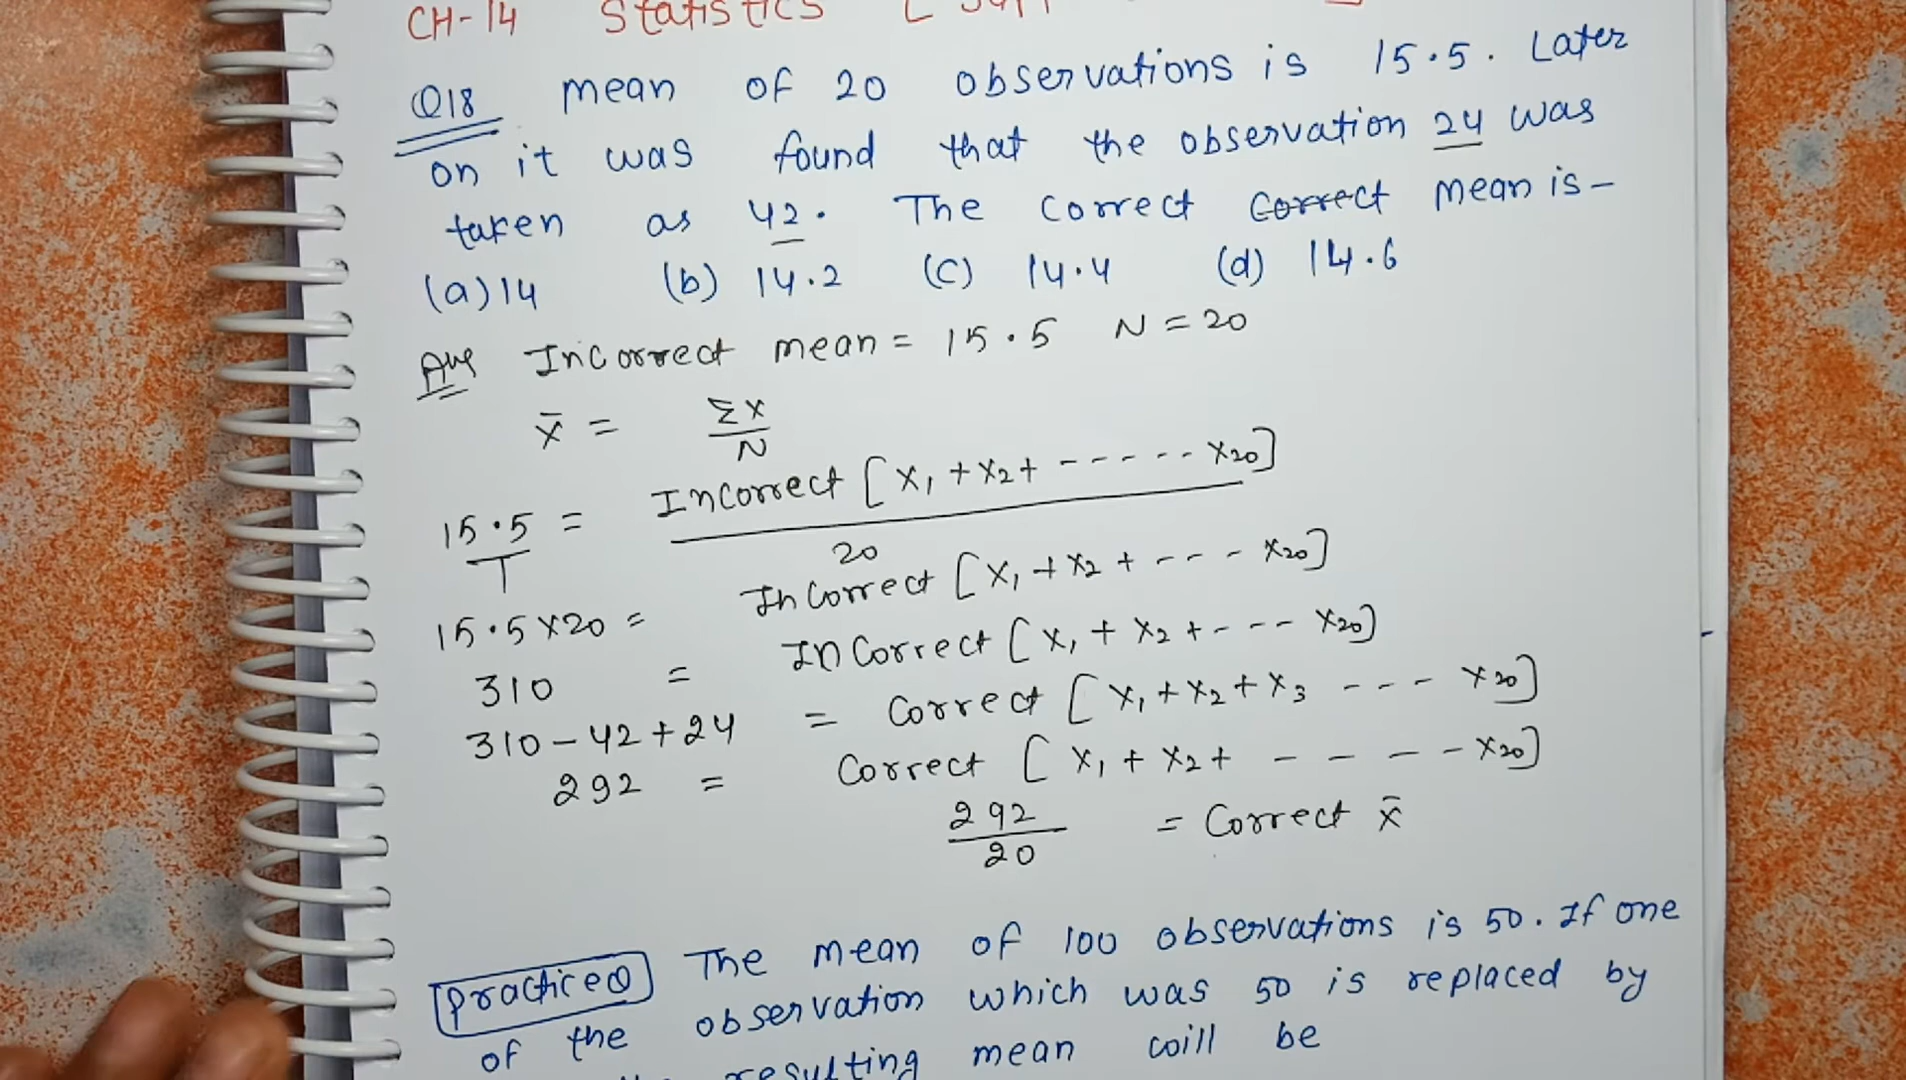 CH-14 Statistics [
Q18 mean of 20 observations is 15.5. Later
on it was found that the observation 24 was
taken as 42. The correct correct mean is -
(a) 14 (b) 14.2 (c) 14.4 (d) 14.6
Ans Incorrect mean = 15.5 N = 20
x̄ = Σx/N
15.5/1 = Incorrect [x₁ + x₂ + ------ x₂₀]/20
15.5×20 = Incorrect [x₁ + x₂ + --- x₂₀]
310 = Incorrect [x₁ + x₂ + --- x₂₀]
310 - 42 + 24 = correct [x₁ + x₂ + x₃ --- x₂₀]
292 = correct [x₁ + x₂ + ---- x₂₀]
292/20 = correct x̄
practice Q The mean of 100 observations is 50. If one
of the observation which was 50 is replaced by
resulting mean will be